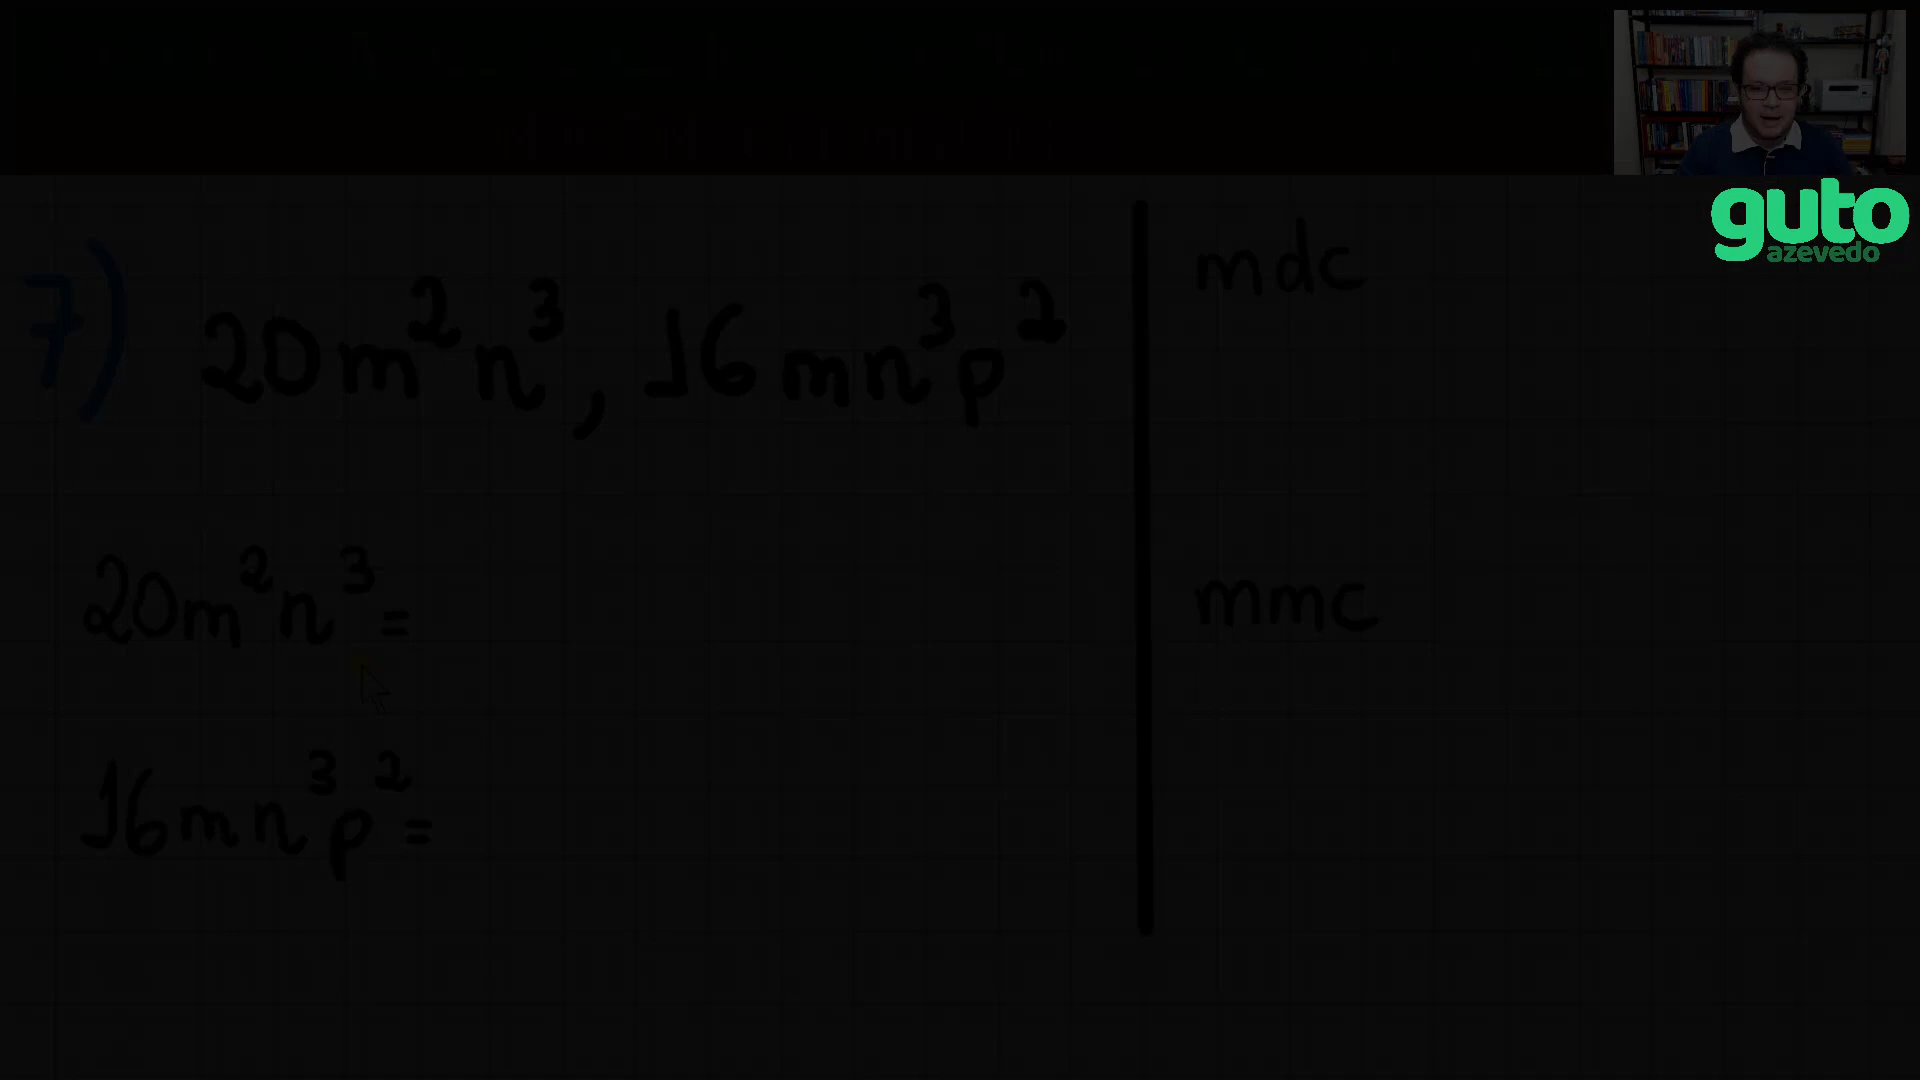 guto
azevedo
7) 20m²n³, 16mn³p²
mdc
20m²n³=
mmc
16mn³p²=